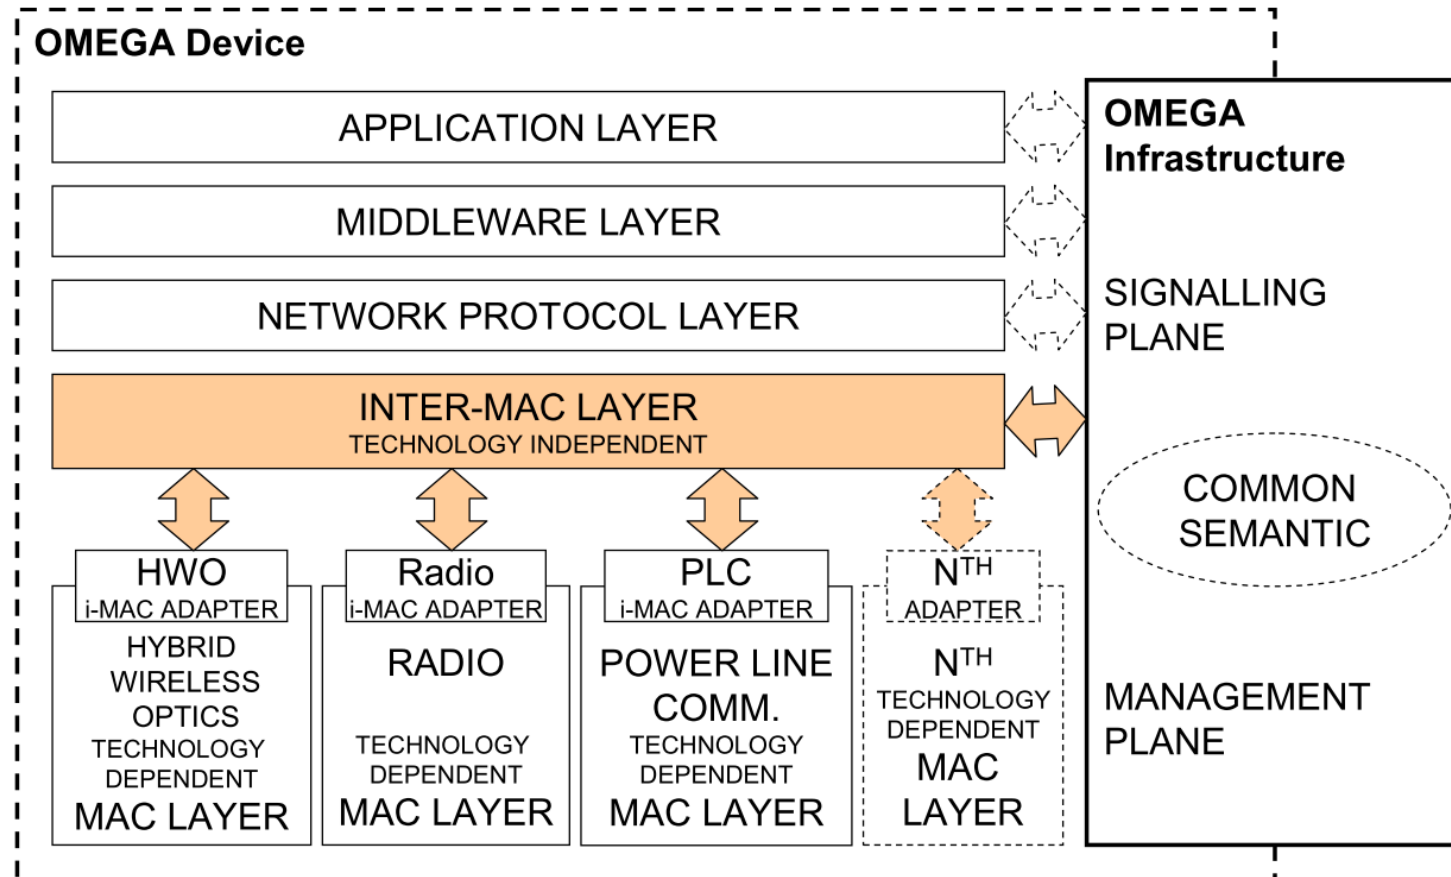 OMEGA Device
APPLICATION LAYER
MIDDLEWARE LAYER
NETWORK PROTOCOL LAYER
INTER-MAC LAYER
TECHNOLOGY INDEPENDENT
HWO
i-MAC ADAPTER
HYBRID
WIRELESS
OPTICS
TECHNOLOGY
DEPENDENT
MAC LAYER
Radio
i-MAC ADAPTER
RADIO
TECHNOLOGY
DEPENDENT
MAC LAYER
PLC
i-MAC ADAPTER
POWER LINE
COMM.
TECHNOLOGY
DEPENDENT
MAC LAYER
NTH
ADAPTER
NTH
TECHNOLOGY
DEPENDENT
MAC
LAYER
OMEGA
Infrastructure
SIGNALLING
PLANE
COMMON
SEMANTIC
MANAGEMENT
PLANE